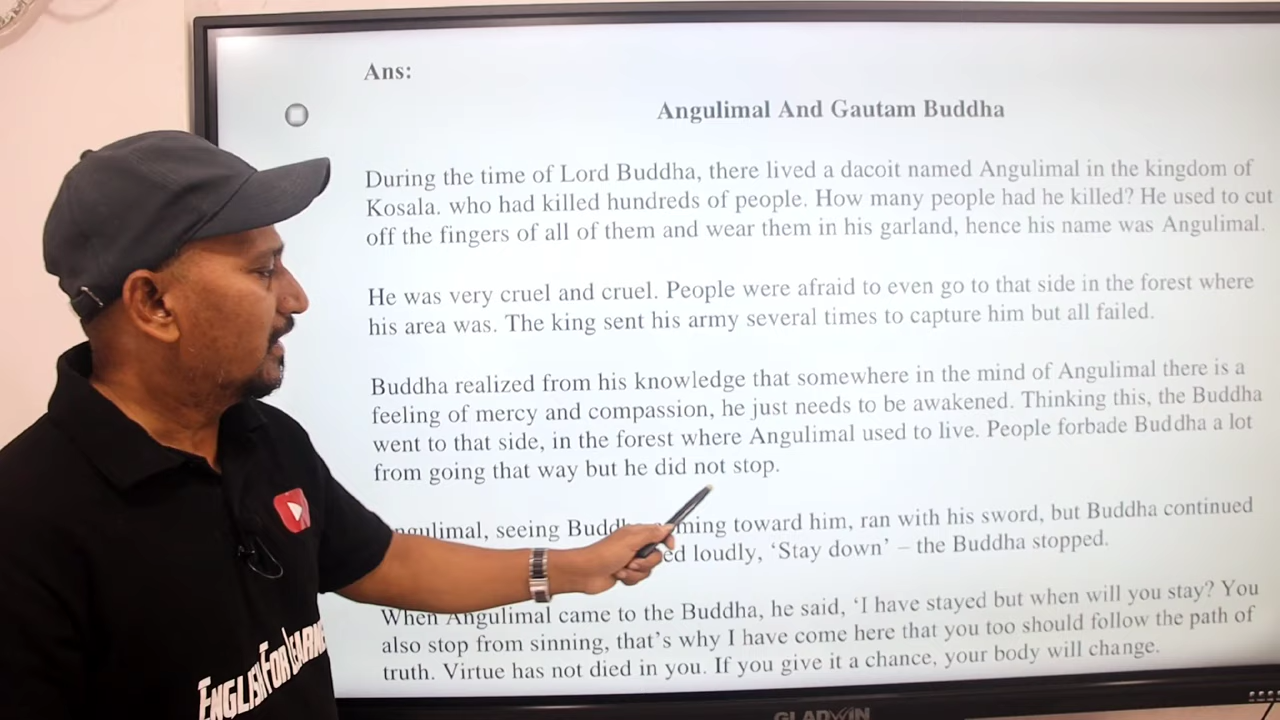 Ans:
Angulimal And Gautam Buddha
During the time of Lord Buddha, there lived a dacoit named Angulimal in the kingdom of
Kosala. who had killed hundreds of people. How many people had he killed? He used to cut
off the fingers of all of them and wear them in his garland, hence his name was Angulimal.
He was very cruel and cruel. People were afraid to even go to that side in the forest where
his area was. The king sent his army several times to capture him but all failed.
Buddha realized from his knowledge that somewhere in the mind of Angulimal there is a
feeling of mercy and compassion, he just needs to be awakened. Thinking this, the Buddha
went to that side, in the forest where Angulimal used to live. People forbade Buddha a lot
from going that way but he did not stop.
seeing toward him, ran with his sword, but Buddha continued
loudly, ‘Stay down’ – the Buddha stopped.
When Angulimal came to the Buddha, he said, ‘I have stayed but when will you stay? You
also stop from sinning, that’s why I have come here that you too should follow the path of
truth. Virtue has not died in you. If you give it a chance, your body will change.
ENGLISH FOR
GLADWIN